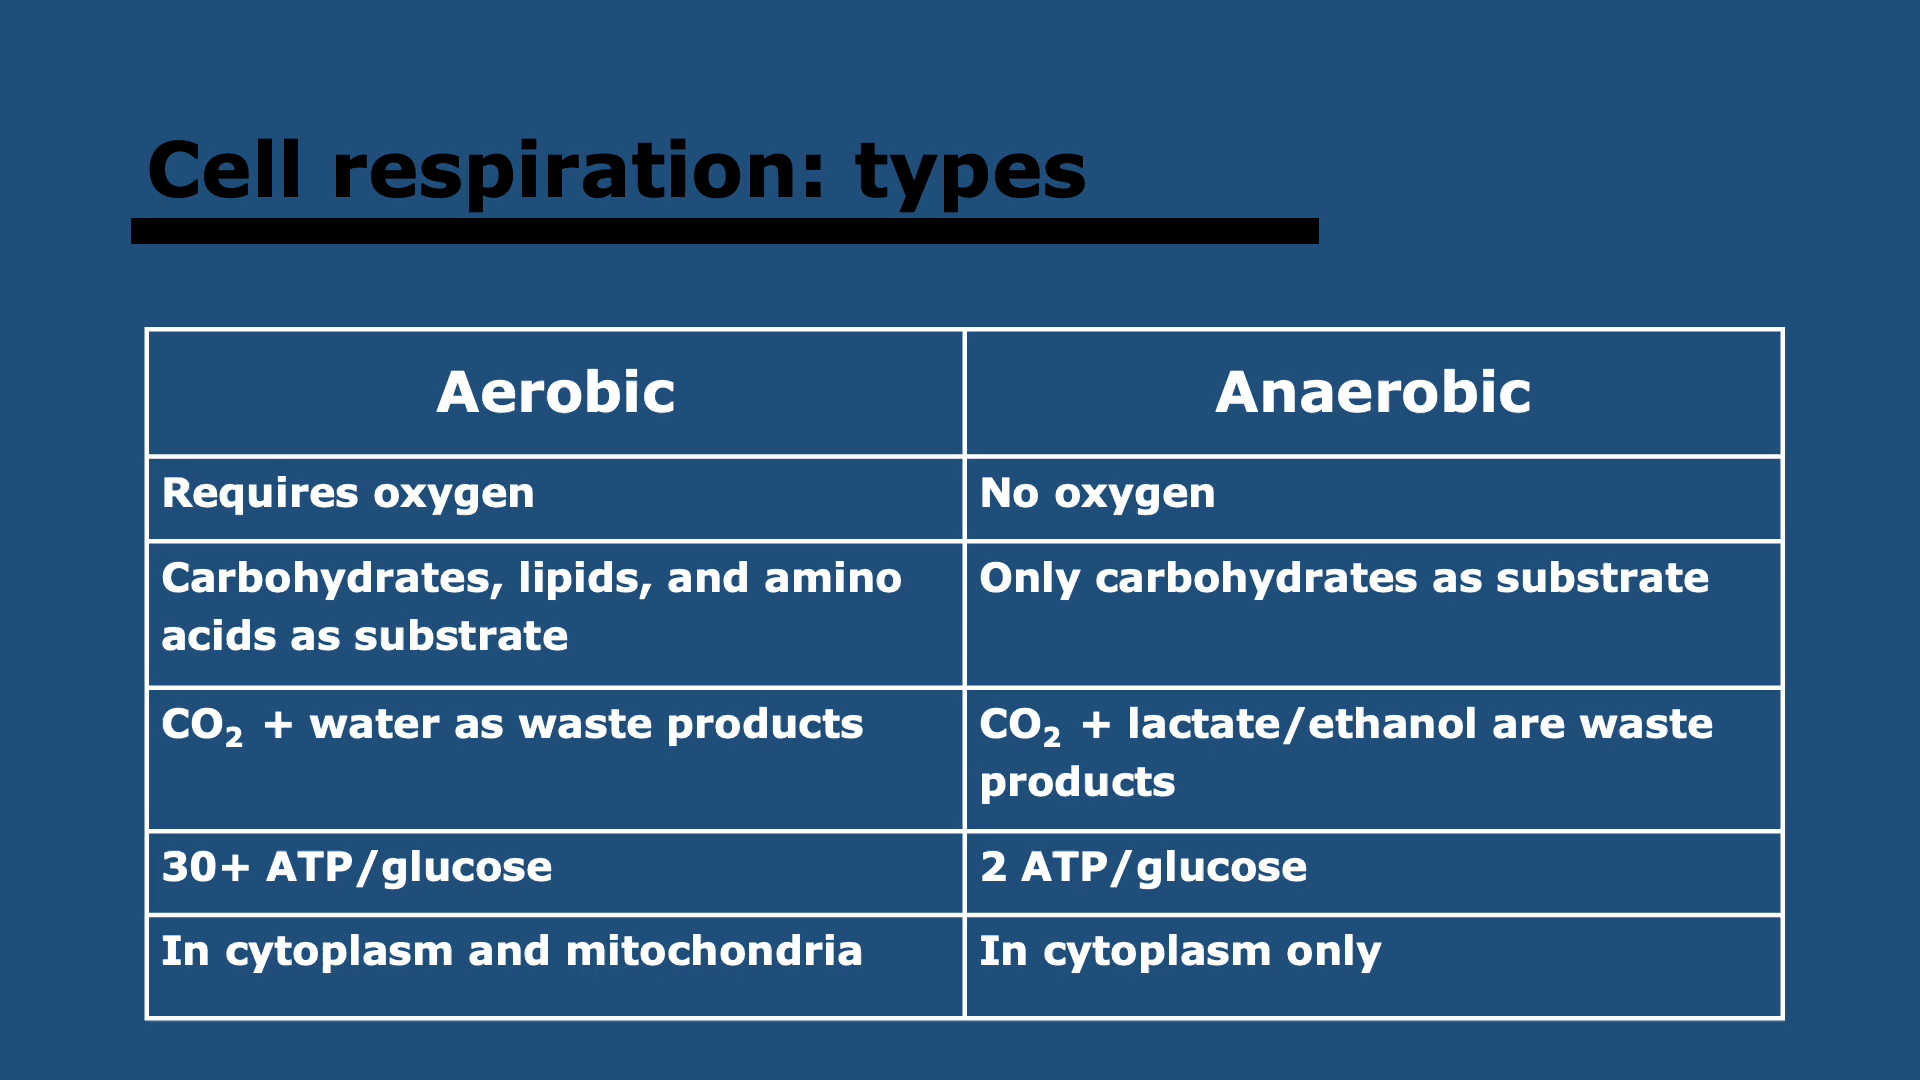 Cell respiration: types
Aerobic
Anaerobic
Requires oxygen
No oxygen
Carbohydrates, lipids, and amino
acids as substrate
Only carbohydrates as substrate
CO₂ + water as waste products
CO₂ + lactate/ethanol are waste
products
30+ ATP/glucose
2 ATP/glucose
In cytoplasm and mitochondria
In cytoplasm only